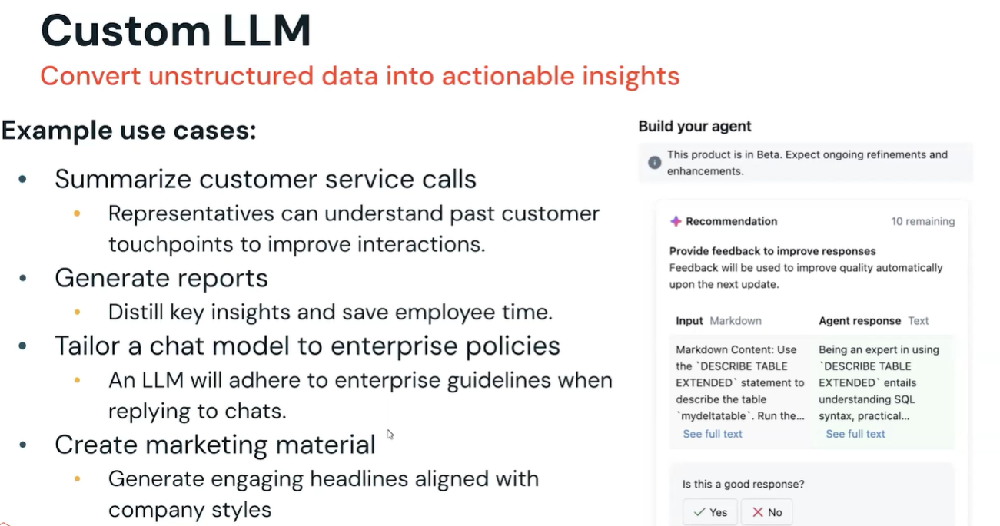 Custom LLM
Convert unstructured data into actionable insights
Example use cases:
• Summarize customer service calls
• Representatives can understand past customer
touchpoints to improve interactions.
• Generate reports
• Distill key insights and save employee time.
• Tailor a chat model to enterprise policies
• An LLM will adhere to enterprise guidelines when
replying to chats.
• Create marketing material
• Generate engaging headlines aligned with
company styles
Build your agent
This product is in Beta. Expect ongoing refinements and
enhancements.
Recommendation 10 remaining
Provide feedback to improve responses
Feedback will be used to improve quality automatically
upon the next update.
Input Markdown
Markdown Content: Use
the `DESCRIBE TABLE
EXTENDED` statement to
describe the table
`mydeltatable`. Run the...
See full text
Agent response Text
Being an expert in using
`DESCRIBE TABLE
EXTENDED` entails
understanding SQL
syntax, practical...
See full text
Is this a good response?
Yes No